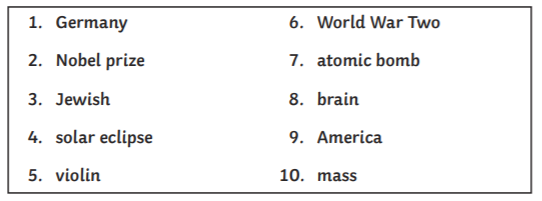 1. Germany
2. Nobel prize
3. Jewish
4. solar eclipse
5. violin
6. World War Two
7. atomic bomb
8. brain
9. America
10. mass